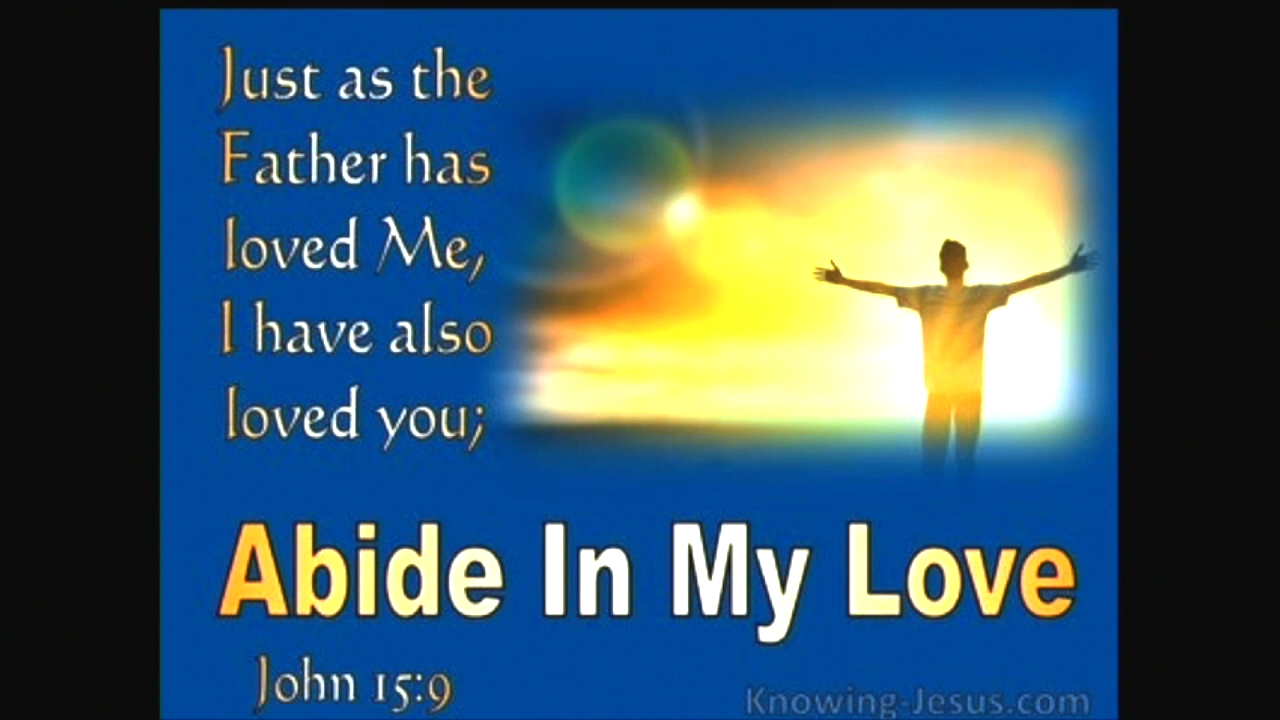 Just as the
Father has
loved Me,
I have also
loved you;
Abide In My Love
John 15:9
Knowing-Jesus.com